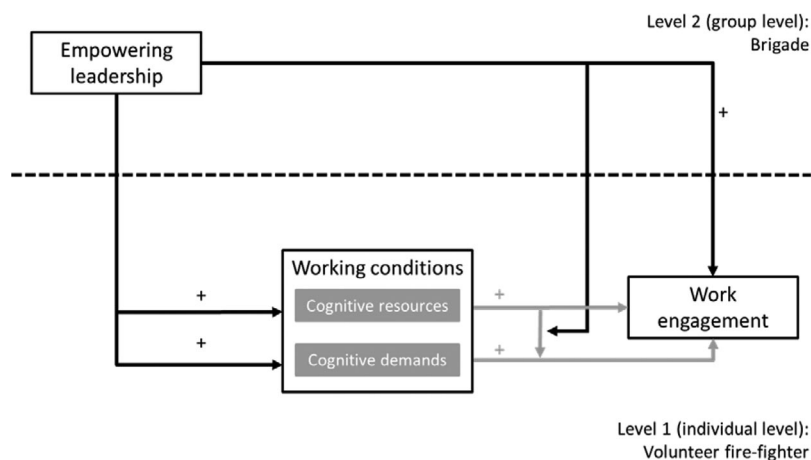 Level 2 (group level):
Brigade
Empowering
leadership
+
Working conditions
+
Cognitive resources
+
Work
engagement
+
Cognitive demands
+
Level 1 (individual level):
Volunteer fire-fighter